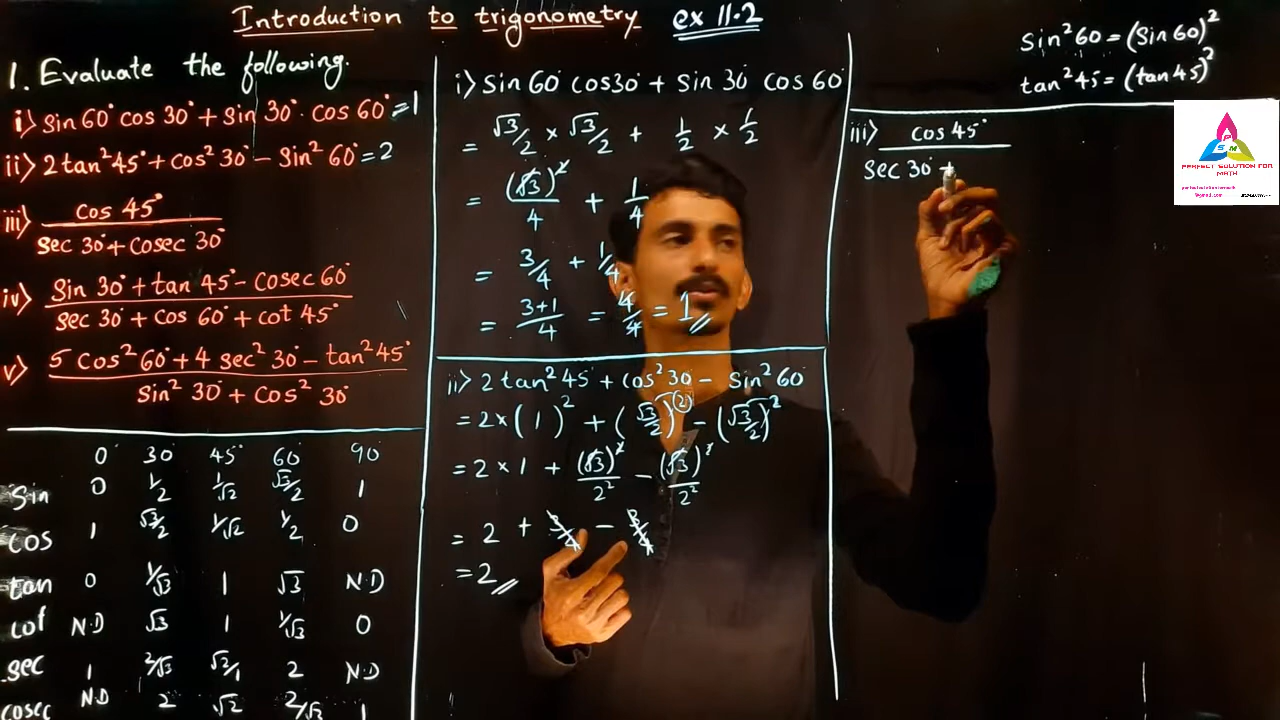 Introduction to trigonometry ex 11.2
1. Evaluate the following.
i) sin 60° cos 30° + sin 30° · cos 60° = 1
ii) 2 tan² 45° + cos² 30° - sin² 60° = 2
iii) cos 45°
sec 30° + cosec 30°
iv) sin 30° + tan 45° - cosec 60°
sec 30° + cos 60° + cot 45°
v) 5 cos² 60° + 4 sec² 30° - tan² 45°
sin² 30° + cos² 30°
0° 30° 45° 60° 90°
sin 0 1/2 1/√2 √3/2 1
cos 1 √3/2 1/√2 1/2 0
tan 0 1/√3 1 √3 N·D
cot N·D √3 1 1/√3 0
sec 1 2/√3 √2/1 2 N·D
cosec N·D 2 √2 2/√3 1
i) sin 60° cos 30° + sin 30° cos 60°
= √3/2 × √3/2 + 1/2 × 1/2
= (√3)²/4 + 1/4
= 3/4 + 1/4
= 3+1/4 = 4/4 = 1
ii) 2 tan² 45° + cos² 30° - sin² 60°
= 2 × (1)² + (√3/2)² - (√3/2)²
= 2 × 1 + (√3)²/2² - (√3)²/2²
= 2 + 3/4 - 3/4
= 2
sin² 60 = (sin 60)²
tan² 45 = (tan 45)²
iii) cos 45°
sec 30° +
P S M
PERFECT SOLUTION FOR MATH